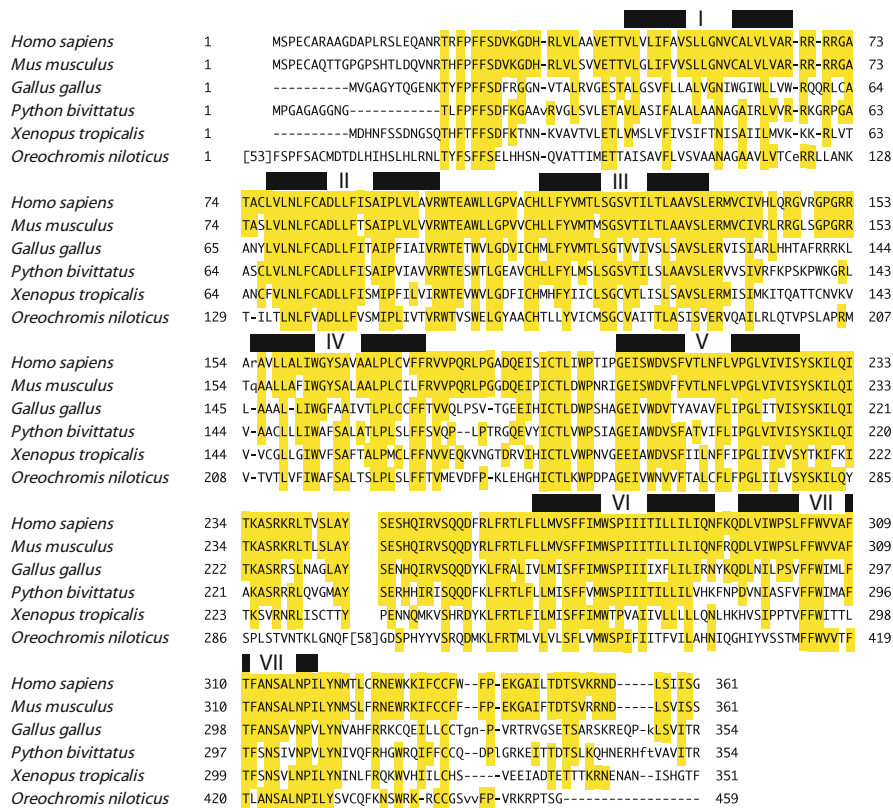 I
Homo sapiens 1 MSPECARAAGDAPLRSLEQANRTRFPFFSDVKGDH-RLVLAAVETTVLVLIFAVSLLGNVCALVLVAR-RR-RRGA 73
Mus musculus 1 MSPECAQTTGPGPSHTLDQVNRTHFPFFSDVKGDH-RLVLSVVETTVLGLIFVVSLLGNVCALVLVAR-RR-RRGA 73
Gallus gallus 1 ----------MVGAGYTQGENKTYFPFFSDFRGGN-VTALRVGESTALGSVFLLALVGNIWGIWLLVW-RQQRLCA 64
Python bivittatus 1 MPGAGAGGNG----------TLFPFFSDFKGAAvRVGLSVLETAVLASIFALALAANAGAIRLVVR-RKGRPGA 63
Xenopus tropicalis 1 ----------MDHNFSSDNGSQTHFTFFSDFKTNN-KVAVTVLETLVMSLVFIVSIFTNISAIILMVK-KK-RLVT 63
Oreochromis niloticus 1 [53]FSPFSACMDTDLHIHSLHLRNLTYFSFFSELHHSN-QVATTIMETTAISAVFLVSVAANAGAAVLVTCeRRLLANK 128
II III
Homo sapiens 74 TACLVLNLFCADLLFISAIPLVLAVRWTEAWLLGPVACHLLFYVMTLSGSVTILTLAAVSLERMVCIVHLQRGVRGPGRR 153
Mus musculus 74 TASLVLNLFCADLLFTSAIPLVLVVRWTEAWLLGPVVCHLLFYVMTMSGSVTILTLAAVSLERMVCIVRLRRGLSGPGRR 153
Gallus gallus 65 ANYLVLNLFCADLLFITAIPFIAIVRWTETWVLGDVICHMLFYVMTLSGTVVIVSLSAVSLERVISIARLHHTAFRRRKL 144
Python bivittatus 64 ASCLVLNLFCADLLFISAIPVIAVVRWTESWTLGEAVCHLLFYLMSLSGSVTILTLAAVSLERVVSIVRFKPSKPWKGRL 143
Xenopus tropicalis 64 ANCFVLNLFCADLLFISMIPFILVIRWTEVWVLGDFICHMHFYIICLSGCVTLISLSAVSLERMISIMKITQATTCNVKV 143
Oreochromis niloticus 129 T-ILTLNLFVADLLFVSMIPLIVTVRWTVSWELGYAACHTLLYVICMSGCVAITTLASISVERVQAILRLQTVPSLAPRM 207
IV V
Homo sapiens 154 ArAVLLALIWGYSAVAALPLCVFFRVVPQRLPGADQEISICTLIWPTIPGEISWDVSFVTLNFLVPGLVIVISYSKILQI 233
Mus musculus 154 TqAALLAFIWGYSALAALPLCILFRVVPQRLPGGDQEIPICTLDWPNRIGEISWDVFFVTLNFLVPGLVIVISYSKILQI 233
Gallus gallus 145 L-AAAL-LIWGFAAIVTLPLCCFFTVVQLPSV-TGEEIHICTLDWPSHAGEIVWDVTYAVAVFLIPGLITVISYSKILQI 221
Python bivittatus 144 V-AACLLLIWAFSALATLPLSLFFSVQP--LPTRGQEVYICTLVWPSIAGEIAWDVSFATVIFLIPGLVIVISYSKILQI 220
Xenopus tropicalis 144 V-VCGLLGIWVFSAFTALPMCLFFNVVEQKVNGTDRVIHICTLVWPNVGEEIAWDVSFIILNFFIPGLIIVVSYTKIFKI 222
Oreochromis niloticus 208 V-TVTLVFIWAFSALTSLPLSLFFTVMEVDFP-KLEHGHICTLKWPDPAGEIVWNVVFTALCFLFPGLIILVSYSKILQY 285
VI VII
Homo sapiens 234 TKASRKRLTVSLAY SESHQIRVSQQDFRLFRTLFLLMVSFFIMWSPIIITILLILIQNFKQDLVIWPSLFFWVVAF 309
Mus musculus 234 TKASRKRLTLSLAY SESHQIRVSQQDYRLFRTLFLLMVSFFIMWSPIIITILLILIQNFRQDLVIWPSLFFWVVAF 309
Gallus gallus 222 TKASRRSLNAGLAY SENHQIRVSQQDYKLFRALIVLMISFFIMWSPIIIXFLLILIRNYKQDLNILPSVFFWIMLF 297
Python bivittatus 221 AKASRRRLQVGMAY SERHHIRISQQDFKLFRTLFILMISFFIMWSPIIITILLILVHKFNPDVNIASFVFFWIMAF 296
Xenopus tropicalis 223 TKSVRNRLISCTTY PENNQMKVSHRDYKLFRTLFILMISFFIMWTPVAIIVLLLLLQNLHKHVSIPPTVFFWITTL 298
Oreochromis niloticus 286 SPLSTVNTKLGNQF[58]GDSPHYYVSRQDMKLFRTMLVLVLSFLVMWSPIFIITFVILAHNIQGHIYVSSTMFFWVVTF 419
VII
Homo sapiens 310 TFANSALNPILYNMTLCRNEWKKIFCCFW--FP-EKGAILTDTSVKRND-----LSIISG 361
Mus musculus 310 TFANSALNPILYNMSLFRNEWRKIFCCFF--FP-EKGAIFTDTSVRRND-----LSVISS 361
Gallus gallus 298 TFANSAVNPVLYNVAHFRRKCQEILLCCTgn-P-VRTRVGSETSARSKREQP-kLSVITR 354
Python bivittatus 297 TFSNSIVNPVLYNIVQFRHGWRQIFFCCQ--DPlGRKEITTDTSLKQHNERHftVAVITR 354
Xenopus tropicalis 299 TFSNSVLNPILYNINLFRQKWVHIILCHS-----VEEIADTETTTKRNENAN-ISHGTF 351
Oreochromis niloticus 420 TLANSALNPILYSVCQFKNSWRK-RCCGSvvFP-VRKRPTSG----------------- 459